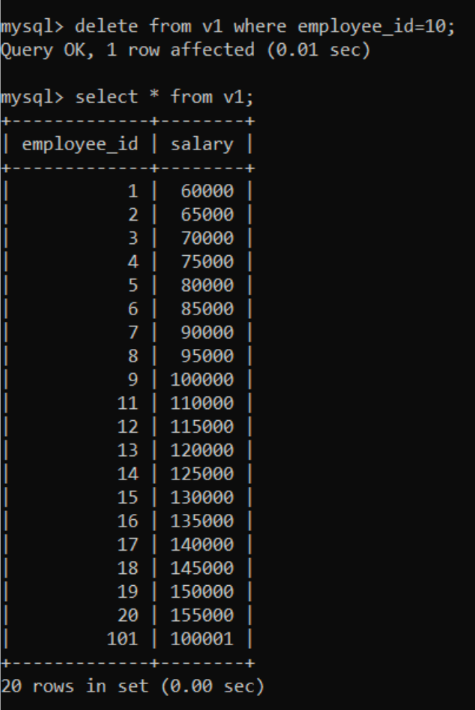 mysql> delete from v1 where employee_id=10;
Query OK, 1 row affected (0.01 sec)
mysql> select * from v1;
+-------------+--------+
| employee_id | salary |
+-------------+--------+
|           1 |  60000 |
|           2 |  65000 |
|           3 |  70000 |
|           4 |  75000 |
|           5 |  80000 |
|           6 |  85000 |
|           7 |  90000 |
|           8 |  95000 |
|           9 | 100000 |
|          11 | 110000 |
|          12 | 115000 |
|          13 | 120000 |
|          14 | 125000 |
|          15 | 130000 |
|          16 | 135000 |
|          17 | 140000 |
|          18 | 145000 |
|          19 | 150000 |
|          20 | 155000 |
|         101 | 100001 |
+-------------+--------+
20 rows in set (0.00 sec)